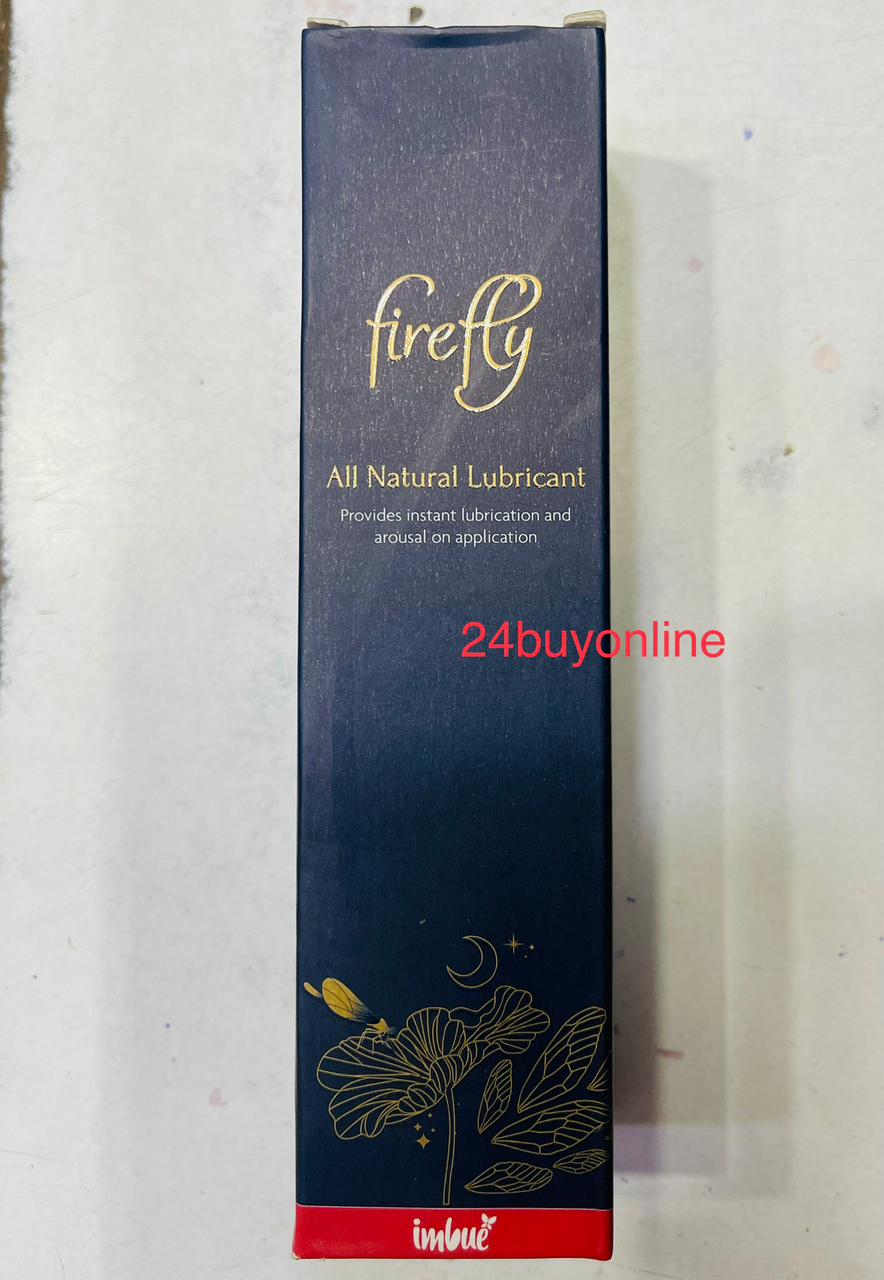 firefly
All Natural Lubricant
Provides instant lubrication and
arousal on application
24buyonline
imbue